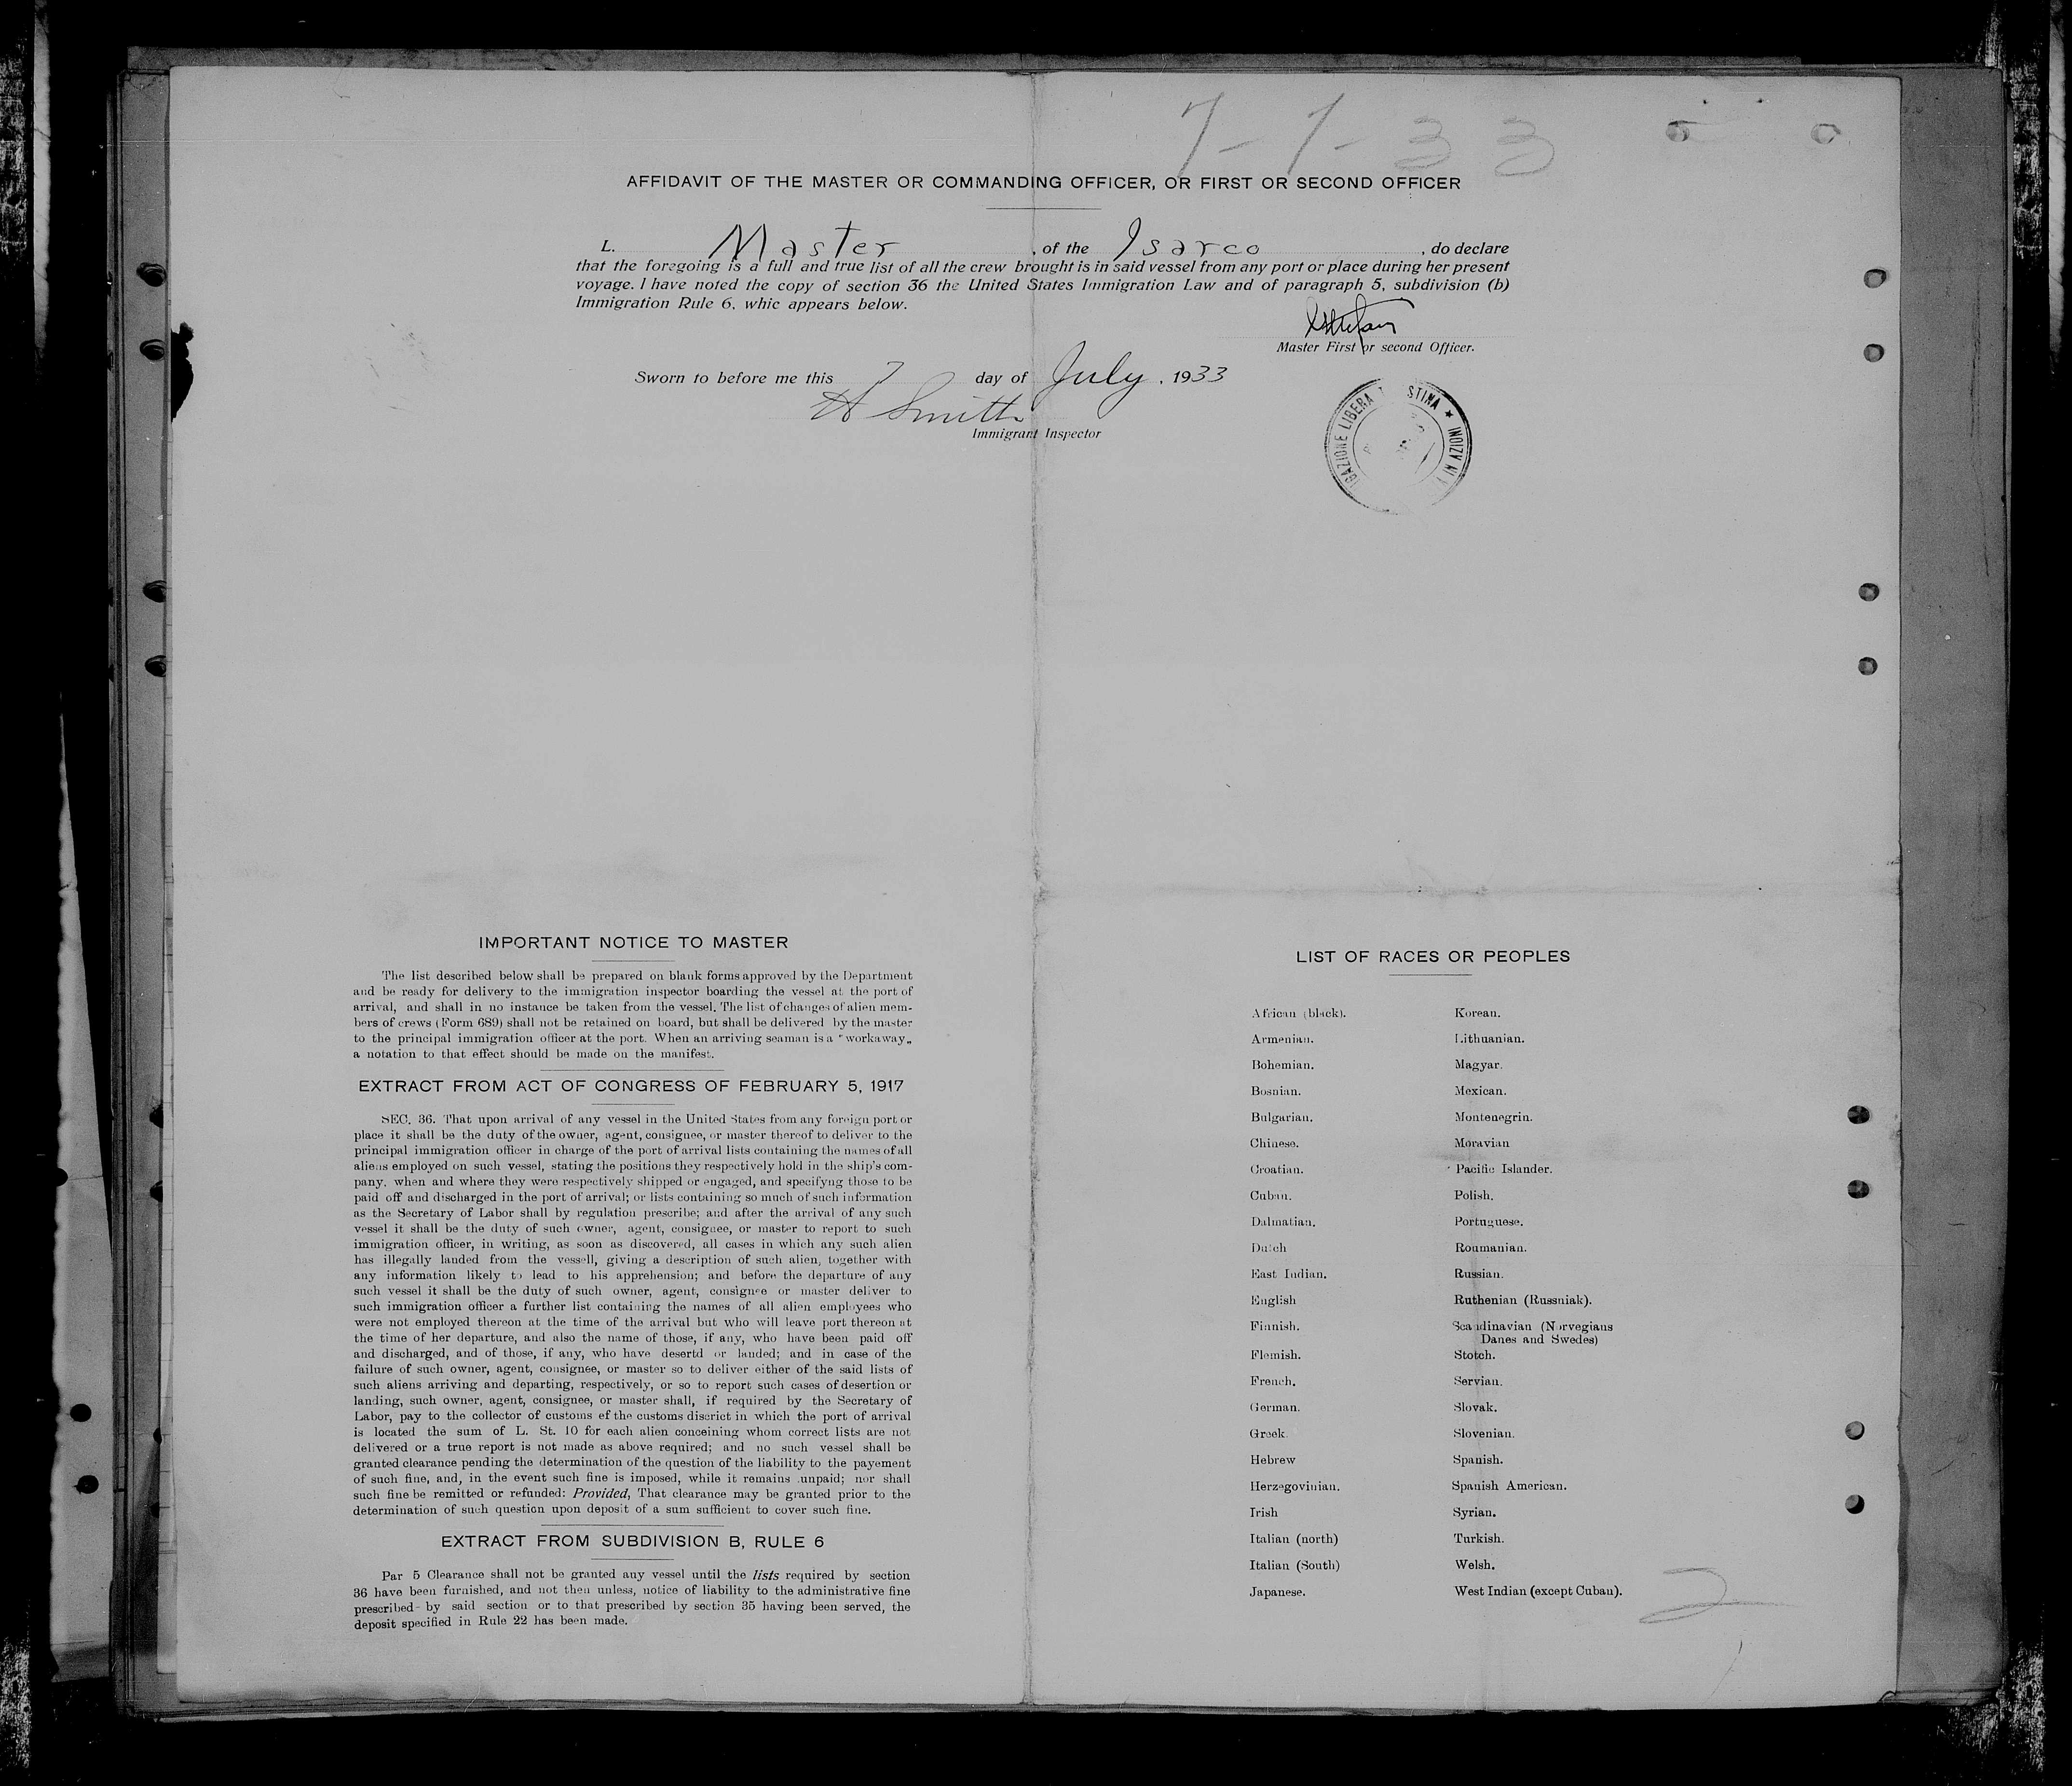 7-7-33
AFFIDAVIT OF THE MASTER OR COMMANDING OFFICER, OR FIRST OR SECOND OFFICER
L. Master , of the Isarco , do declare
that the foregoing is a full and true list of all the crew brought is in said vessel from any port or place during her present
voyage. I have noted the copy of section 36 the United States Immigration Law and of paragraph 5, subdivision (b)
Immigration Rule 6, whic appears below.
Master First or second Officer.
Sworn to before me this 7 day of July , 1933
A Smith
Immigrant Inspector
IGAZIONE LIBERA T STINA ★
IMPORTANT NOTICE TO MASTER
The list described below shall be prepared on blank forms approved by the Department
and be ready for delivery to the immigration inspector boarding the vessel at the port of
arrival, and shall in no instance be taken from the vessel. The list of changes of alien mem-
bers of crews (Form 689) shall not be retained on board, but shall be delivered by the master
to the principal immigration officer at the port. When an arriving seaman is a "workaway„
a notation to that effect should be made on the manifest.
EXTRACT FROM ACT OF CONGRESS OF FEBRUARY 5, 1917
SEC. 36. That upon arrival of any vessel in the United States from any foreign port or
place it shall be the duty of the owner, agent, consignee, or master thereof to deliver to the
principal immigration officer in charge of the port of arrival lists containing the names of all
aliens employed on such vessel, stating the positions they respectively hold in the ship's com-
pany, when and where they were respectively shipped or engaged, and specifyng those to be
paid off and discharged in the port of arrival; or lists containing so much of such information
as the Secretary of Labor shall by regulation prescribe; and after the arrival of any such
vessel it shall be the duty of such owner, agent, consignee, or master to report to such
immigration officer, in writing, as soon as discovered, all cases in which any such alien
has illegally landed from the vessell, giving a description of such alien, together with
any information likely to lead to his apprehension; and before the departure of any
such vessel it shall be the duty of such owner, agent, consignee or master deliver to
such immigration officer a further list containing the names of all alien employees who
were not employed thereon at the time of the arrival but who will leave port thereon at
the time of her departure, and also the name of those, if any, who have been paid off
and discharged, and of those, if any, who have desertd or landed; and in case of the
failure of such owner, agent, consignee, or master so to deliver either of the said lists of
such aliens arriving and departing, respectively, or so to report such cases of desertion or
landing, such owner, agent, consignee, or master shall, if required by the Secretary of
Labor, pay to the collector of customs ef the customs discrict in which the port of arrival
is located the sum of L. St. 10 for each alien conceining whom correct lists are not
delivered or a true report is not made as above required; and no such vessel shall be
granted clearance pending the determination of the question of the liability to the payement
of such fine, and, in the event such fine is imposed, while it remains unpaid; nor shall
such fine be remitted or refunded: Provided, That clearance may be granted prior to the
determination of such question upon deposit of a sum sufficient to cover such fine.
EXTRACT FROM SUBDIVISION B, RULE 6
Par 5 Clearance shall not be granted any vessel until the lists required by section
36 have been furnished, and not then unless, notice of liability to the administrative fine
prescribed by said section or to that prescribed by section 35 having been served, the
deposit specified in Rule 22 has been made.
LIST OF RACES OR PEOPLES
African (black). Korean.
Armenian. Lithuanian.
Bohemian. Magyar.
Bosnian. Mexican.
Bulgarian. Montenegrin.
Chinese. Moravian
Croatian. Pacific Islander.
Cuban. Polish.
Dalmatian. Portuguese.
Dutch Roumanian.
East Indian. Russian.
English Ruthenian (Russniak).
Finnish. Scandinavian (Norvegians
Danes and Swedes)
Flemish. Stotch.
French. Servian.
German. Slovak.
Greek. Slovenian.
Hebrew Spanish.
Herzegovinian. Spanish American.
Irish Syrian.
Italian (north) Turkish.
Italian (South) Welsh.
Japanese. West Indian (except Cuban).
2